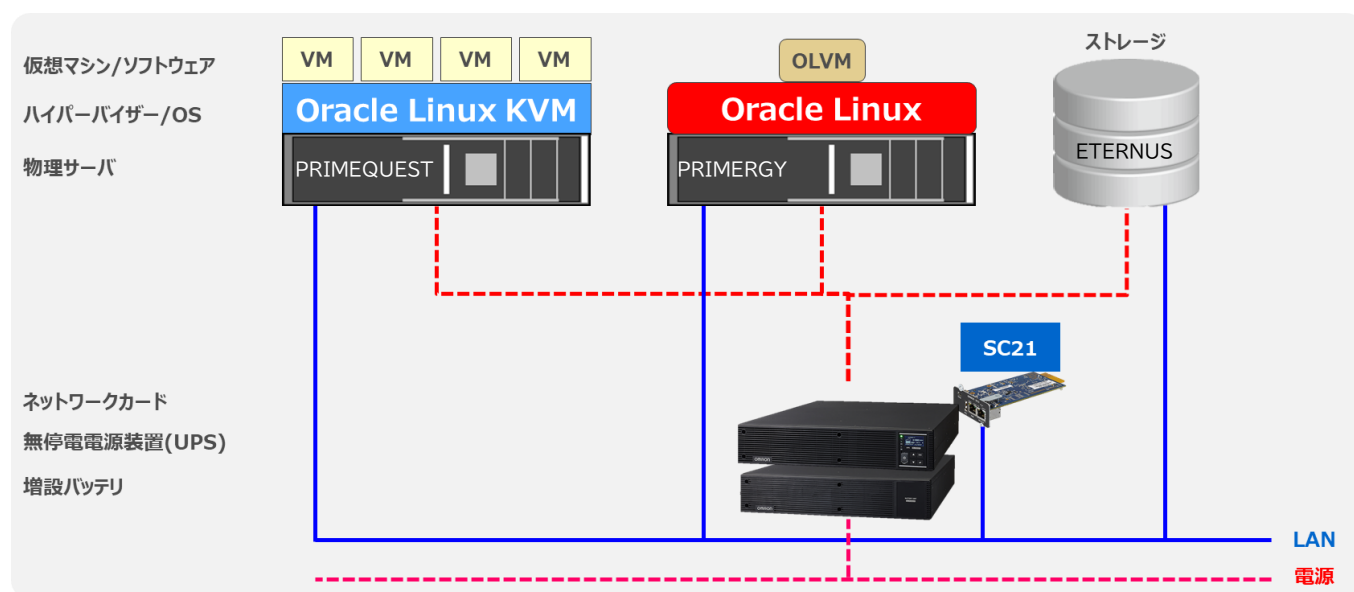 ストレージ
仮想マシン/ソフトウェア
VM VM VM VM
OLVM
ハイパーバイザー/OS
Oracle Linux KVM
Oracle Linux
物理サーバ
PRIMEQUEST
PRIMERGY
ETERNUS
SC21
ネットワークカード
無停電電源装置(UPS)
増設バッテリ
OMRON
OMRON
LAN
電源